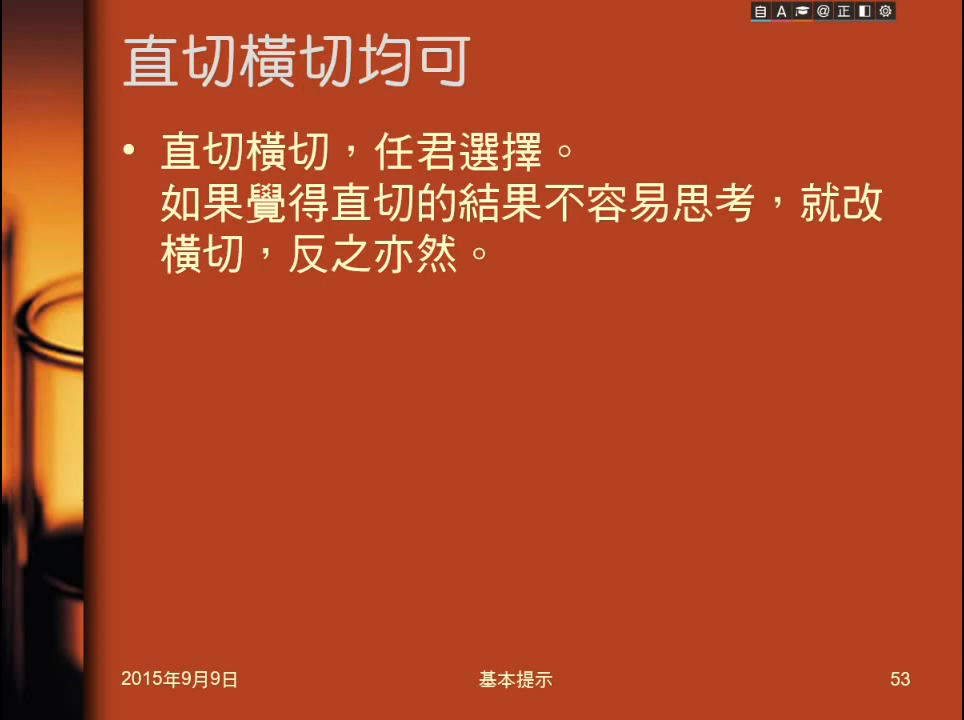 自 A @ 正
直切橫切均可
• 直切橫切，任君選擇。
如果覺得直切的結果不容易思考，就改
橫切，反之亦然。
2015年9月9日 基本提示 53